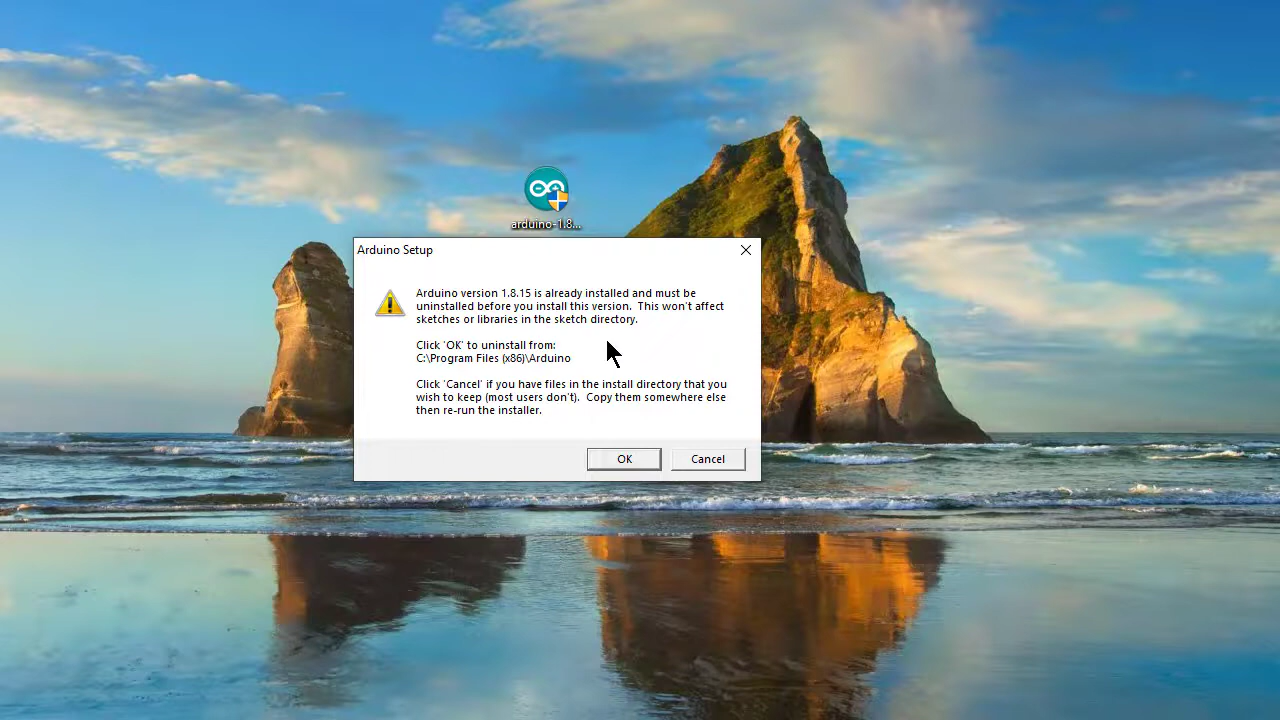 arduino-1.8...
Arduino Setup
Arduino version 1.8.15 is already installed and must be
uninstalled before you install this version.  This won't affect
sketches or libraries in the sketch directory.
Click 'OK' to uninstall from:
C:\Program Files (x86)\Arduino
Click 'Cancel' if you have files in the install directory that you
wish to keep (most users don't).  Copy them somewhere else
then re-run the installer.
OK
Cancel